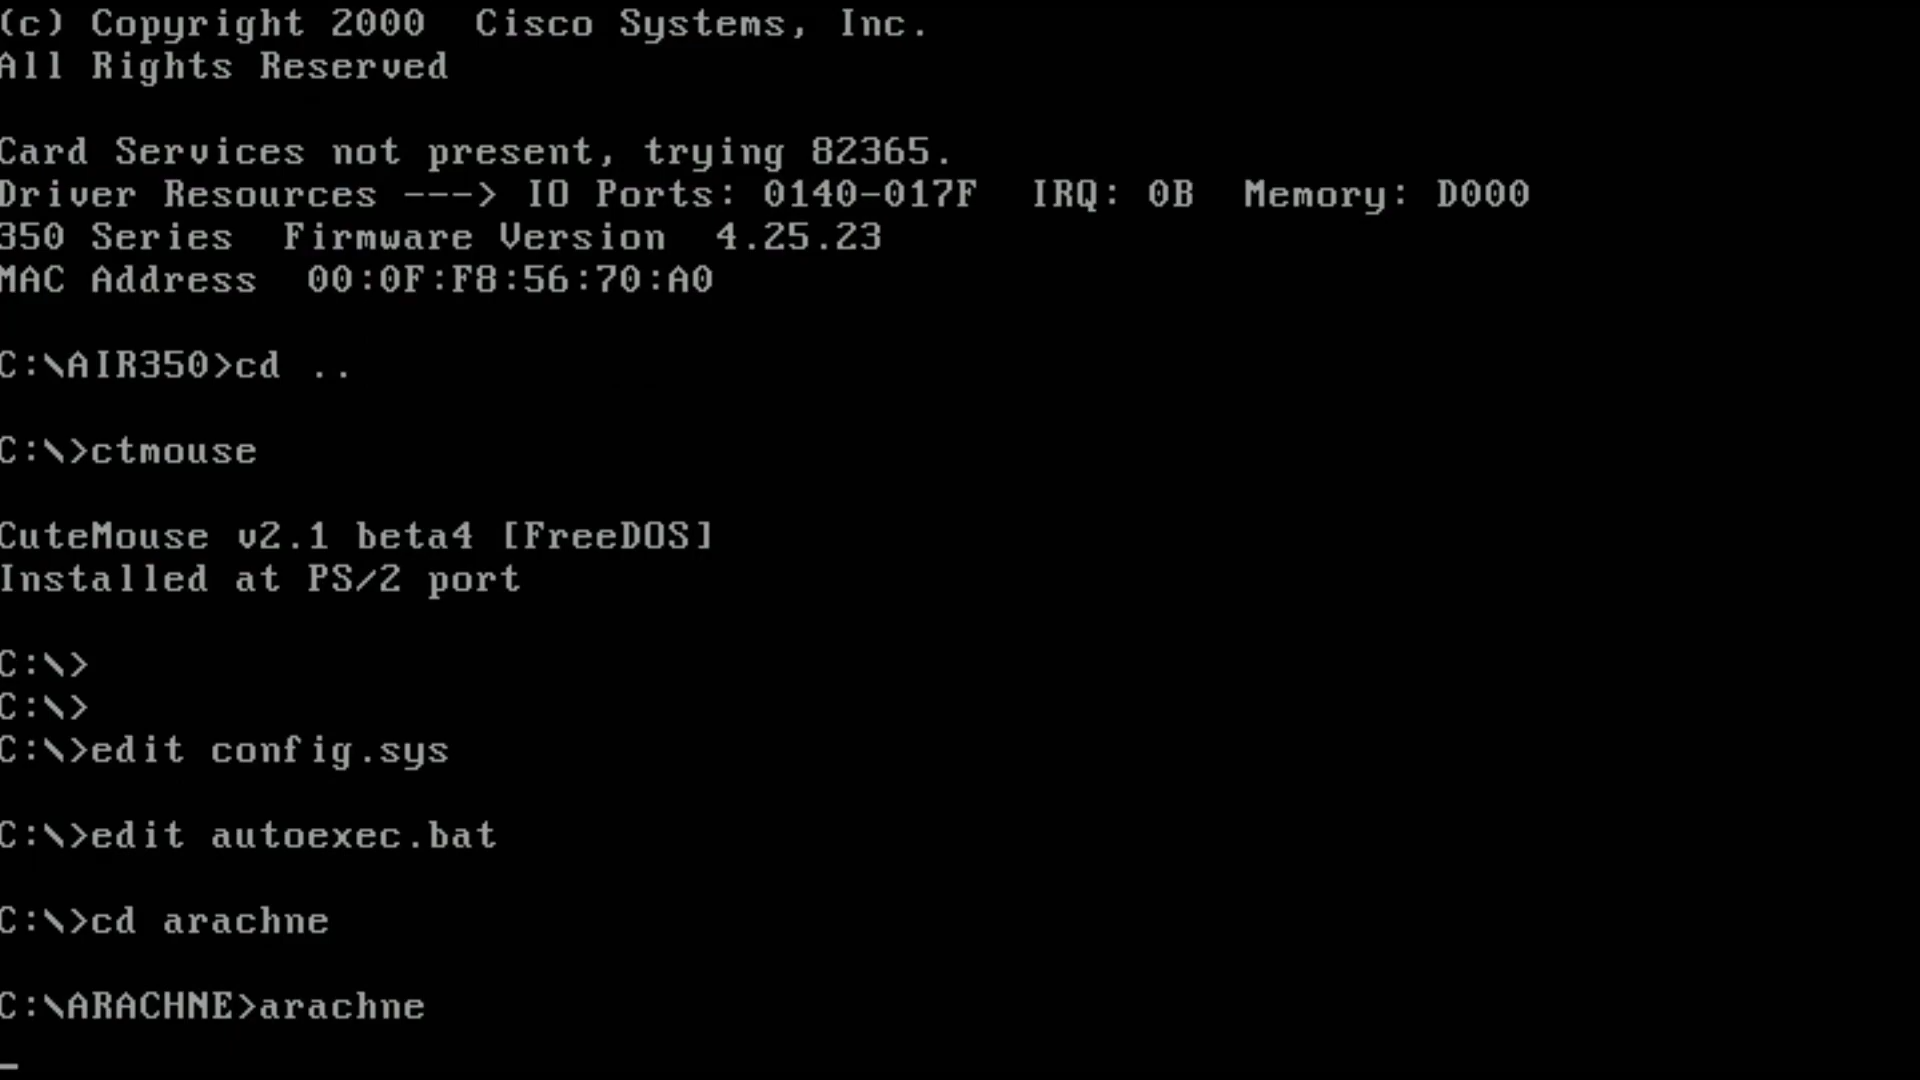 (c) Copyright 2000  Cisco Systems, Inc.
All Rights Reserved
Card Services not present, trying 82365.
Driver Resources ---> IO Ports: 0140-017F  IRQ: 0B  Memory: D000
350 Series  Firmware Version  4.25.23
MAC Address  00:0F:F8:56:70:A0
C:\AIR350>cd ..
C:\>ctmouse
CuteMouse v2.1 beta4 [FreeDOS]
Installed at PS/2 port
C:\>
C:\>
C:\>edit config.sys
C:\>edit autoexec.bat
C:\>cd arachne
C:\ARACHNE>arachne